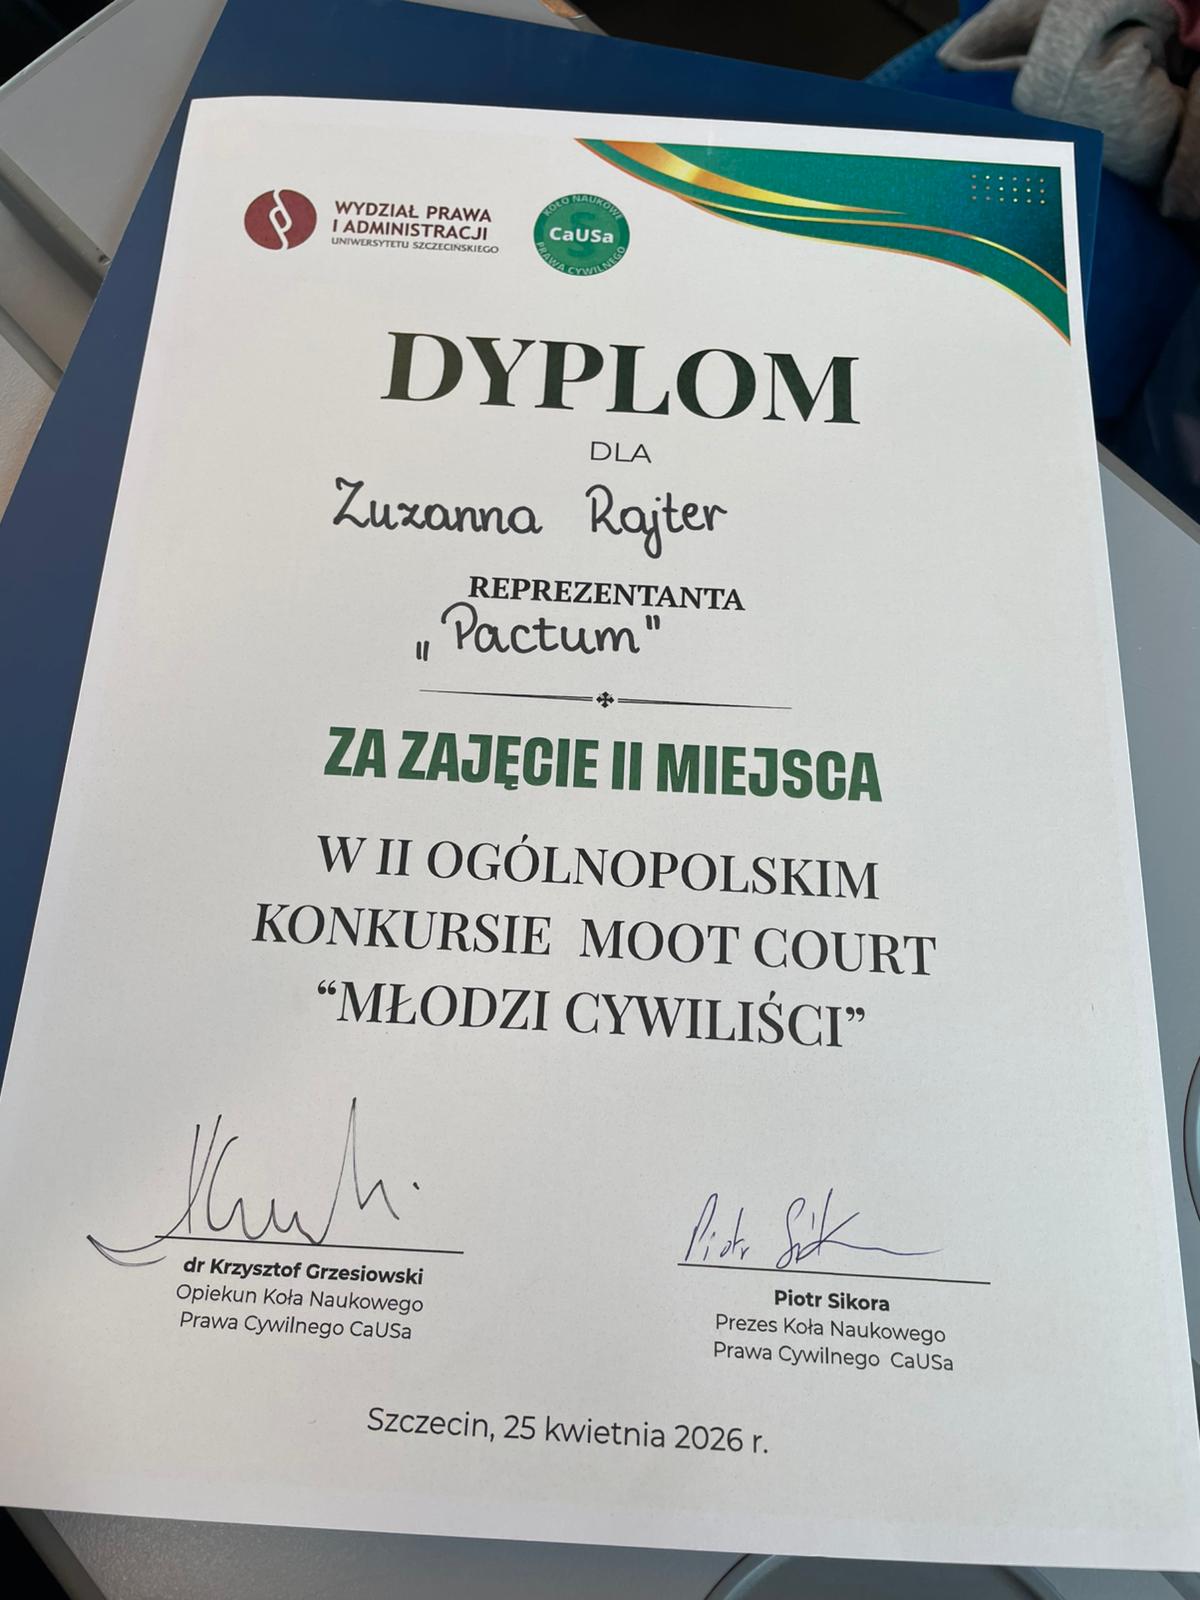 WYDZIAŁ PRAWA
I ADMINISTRACJI
UNIWERSYTETU SZCZECIŃSKIEGO
KOŁO NAUKOWE
CaUSa
PRAWA CYWILNEGO
DYPLOM
DLA
Zuzanna Rajter
REPREZENTANTA
„Pactum"
ZA ZAJĘCIE II MIEJSCA
W II OGÓLNOPOLSKIM
KONKURSIE MOOT COURT
“MŁODZI CYWILIŚCI”
Piotr Sik
dr Krzysztof Grzesiowski
Opiekun Koła Naukowego
Prawa Cywilnego CaUSa
Piotr Sikora
Prezes Koła Naukowego
Prawa Cywilnego CaUSa
Szczecin, 25 kwietnia 2026 r.